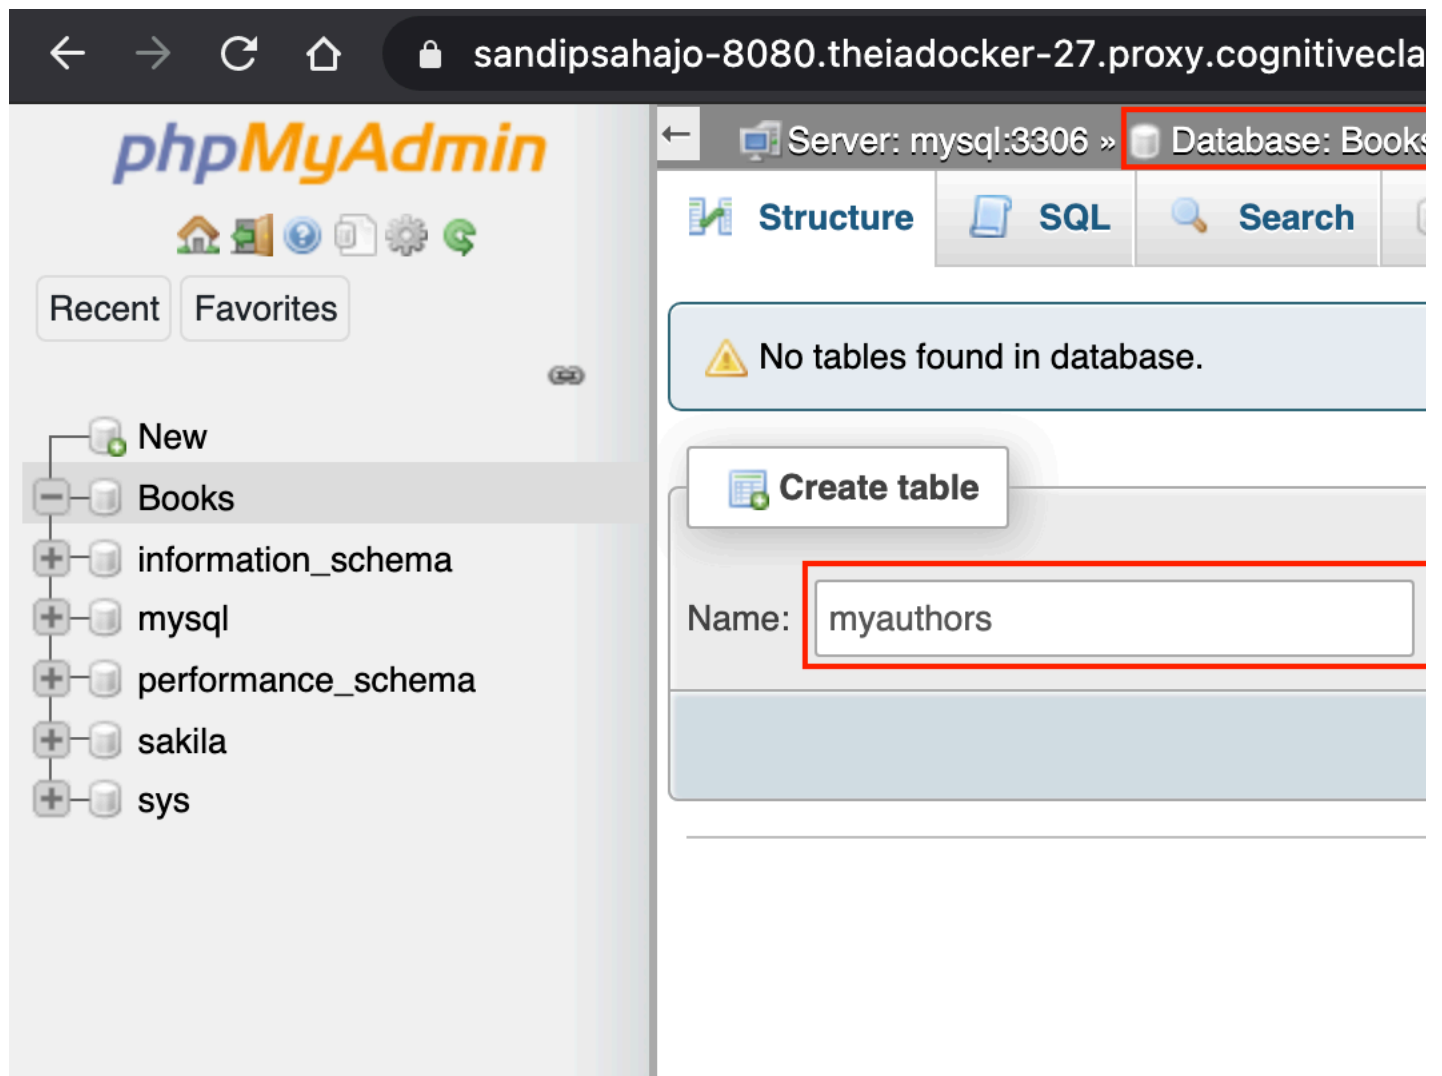 sandipsahajo-8080.theiadocker-27.proxy.cognitivecla
phpMyAdmin
Recent Favorites
New
Books
information_schema
mysql
performance_schema
sakila
sys
Server: mysql:3306 » Database: Books
Structure SQL Search
No tables found in database.
Create table
Name: myauthors